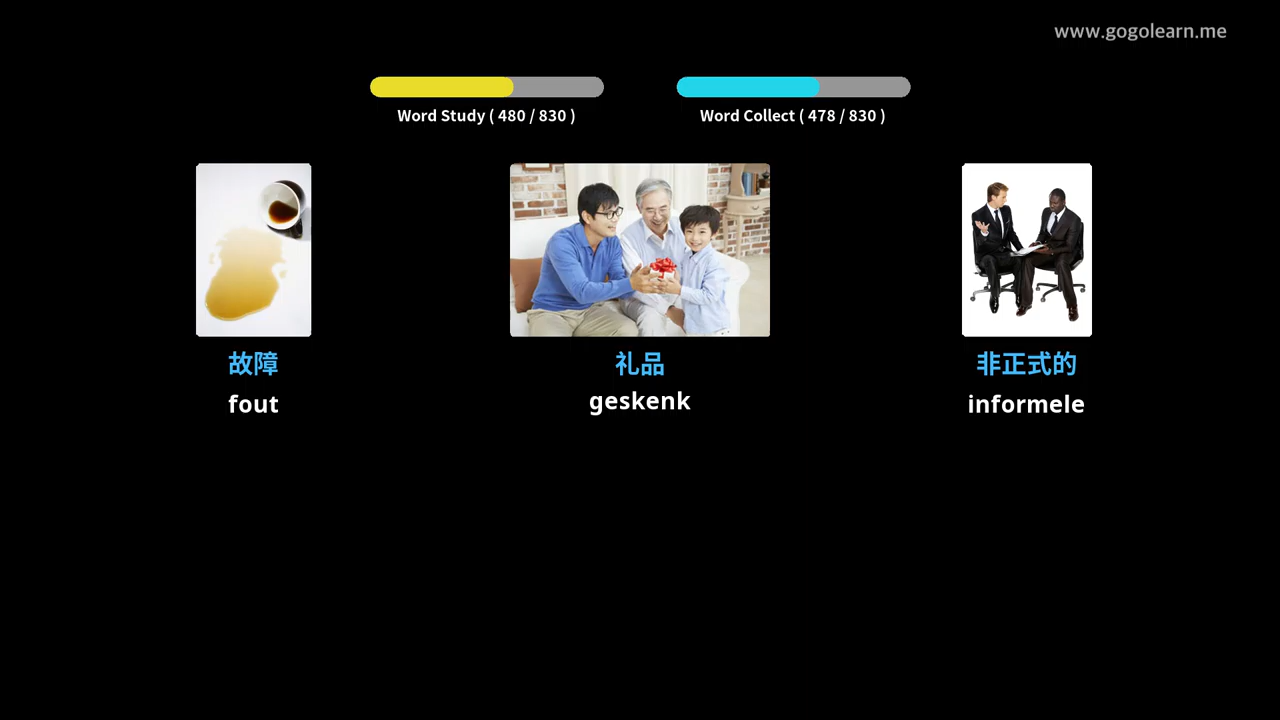 www.gogolearn.me
Word Study ( 480 / 830 )
Word Collect ( 478 / 830 )
故障
fout
礼品
geskenk
非正式的
informele